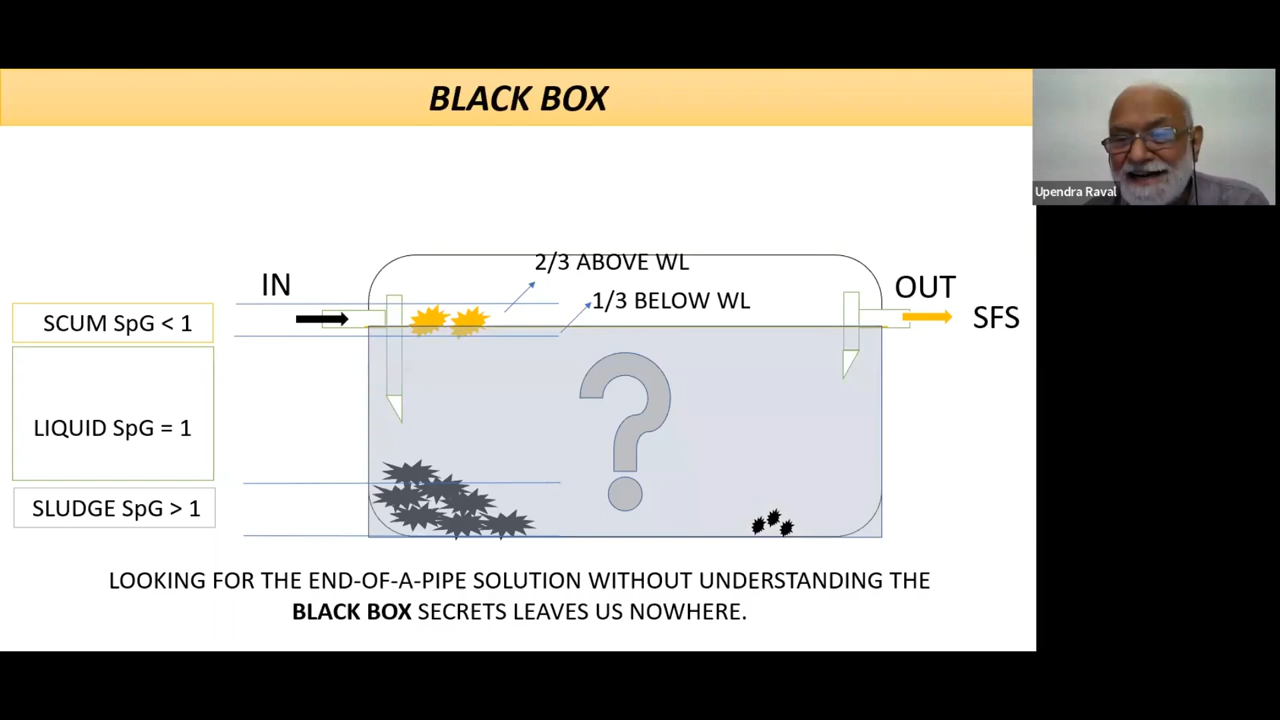 BLACK BOX
Upendra Raval
2/3 ABOVE WL
IN
1/3 BELOW WL
OUT
SCUM SpG < 1
SFS
LIQUID SpG = 1
?
SLUDGE SpG > 1
LOOKING FOR THE END-OF-A-PIPE SOLUTION WITHOUT UNDERSTANDING THE
BLACK BOX SECRETS LEAVES US NOWHERE.